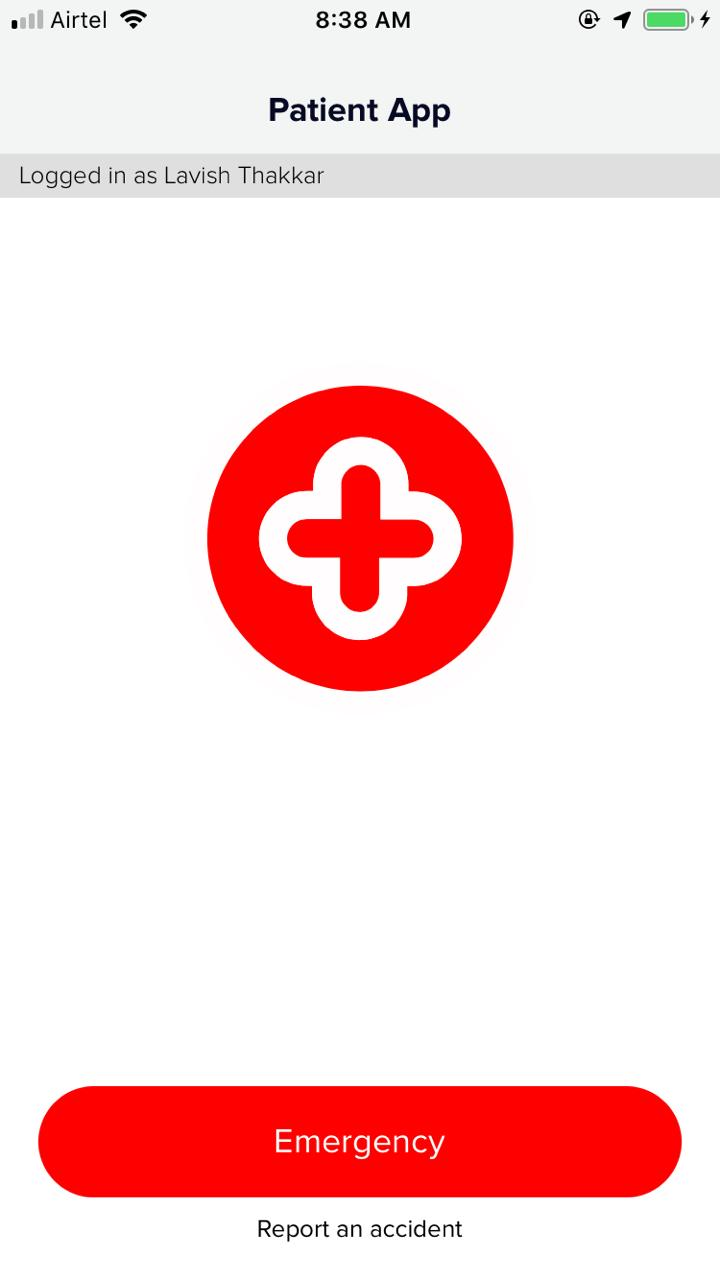 Airtel
8:38 AM
Patient App
Logged in as Lavish Thakkar
Emergency
Report an accident